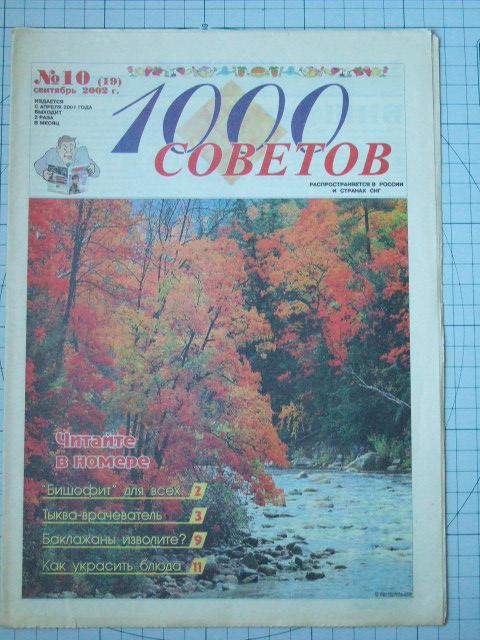 №10 (19)
сентябрь 2002 г.
ИЗДАЕТСЯ
С АПРЕЛЯ 2001 ГОДА
ВЫХОДИТ
2 РАЗА
В МЕСЯЦ
1000
СОВЕТОВ
РАСПРОСТРАНЯЕТСЯ В РОССИИ
И СТРАНАХ СНГ
Читайте
в номере
"Бишофит" для всех 2
Тыква-врачеватель 3
Баклажаны изволите? 9
Как украсить блюда 11